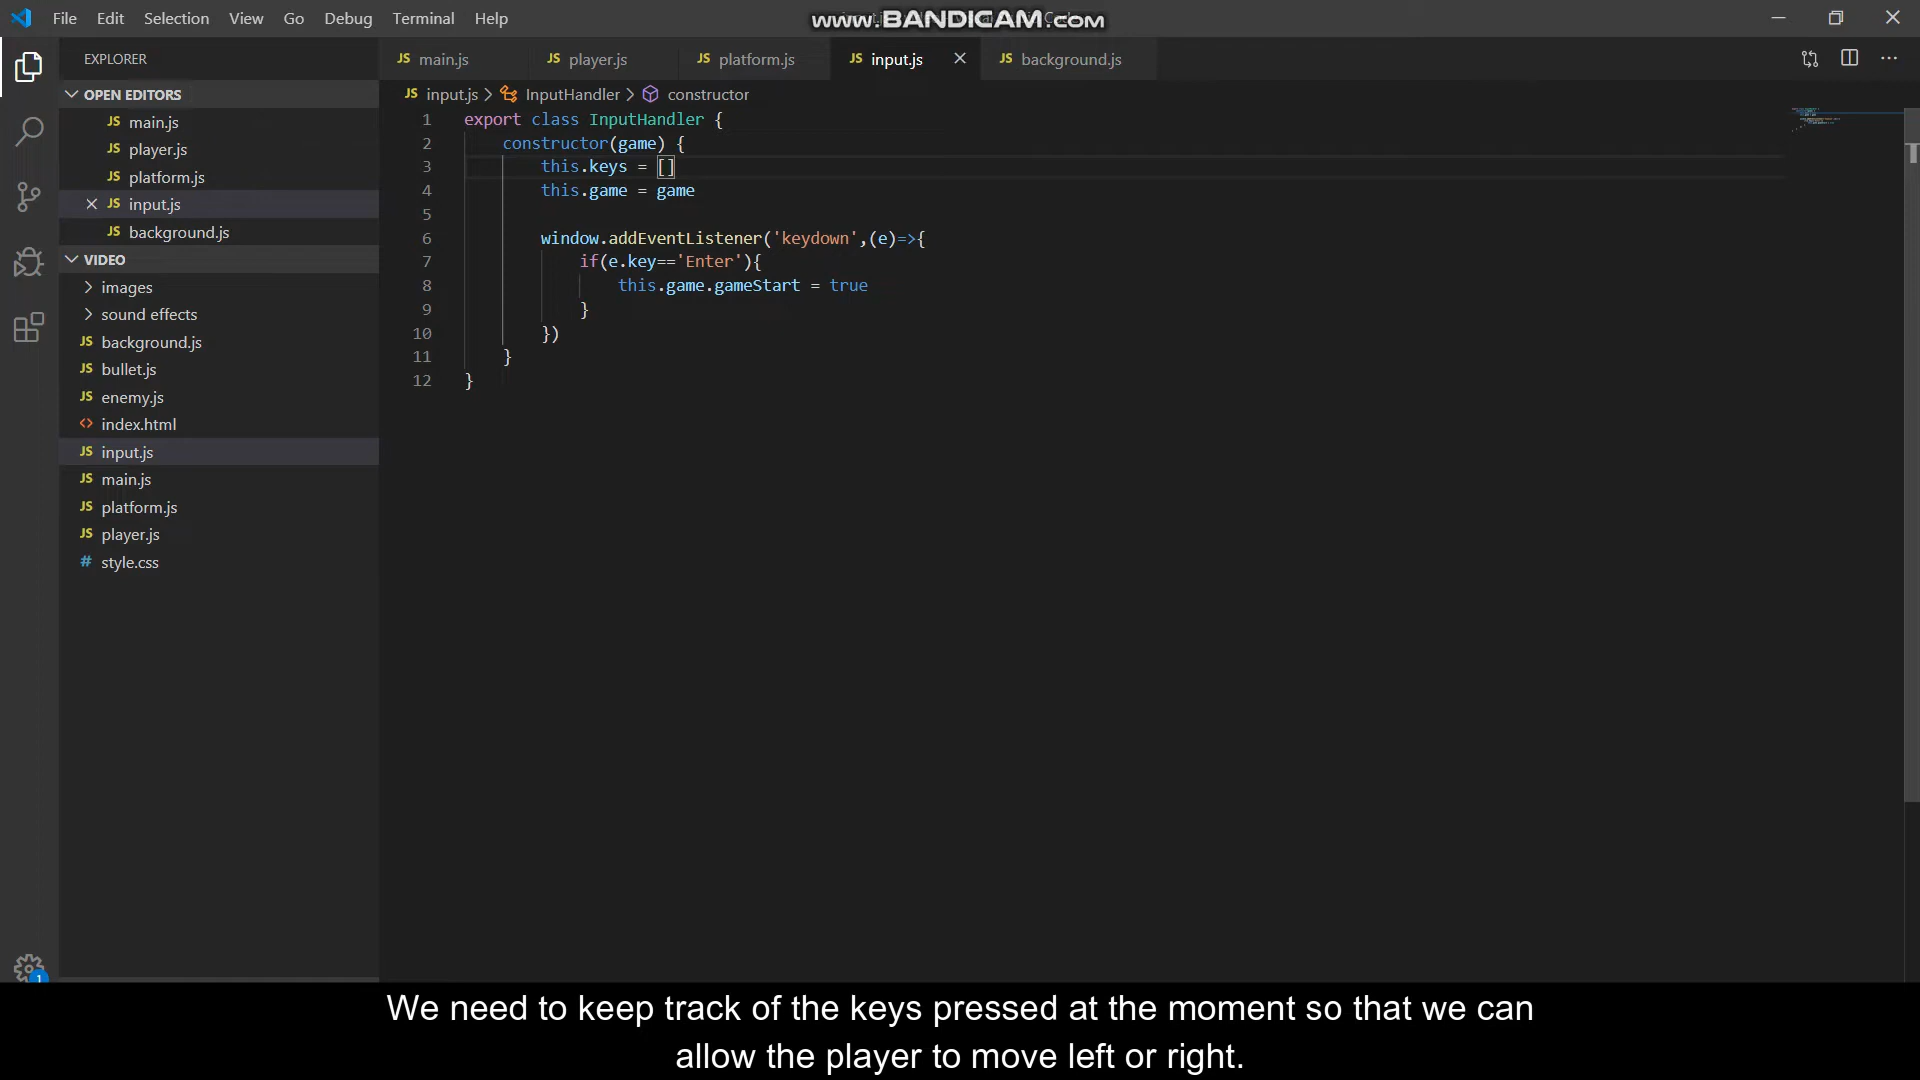 File Edit Selection View Go Debug Terminal Help
www.BANDICAM.com
EXPLORER
OPEN EDITORS
JS main.js
JS player.js
JS platform.js
JS input.js
JS background.js
VIDEO
images
sound effects
JS background.js
JS bullet.js
JS enemy.js
<> index.html
JS input.js
JS main.js
JS platform.js
JS player.js
# style.css
1
JS main.js JS player.js JS platform.js JS input.js JS background.js
JS input.js > InputHandler > constructor
1 export class InputHandler {
2 constructor(game) {
3 this.keys = []
4 this.game = game
5
6 window.addEventListener('keydown',(e)=>{
7 if(e.key=='Enter'){
8 this.game.gameStart = true
9 }
10 })
11 }
12 }
We need to keep track of the keys pressed at the moment so that we can
allow the player to move left or right.